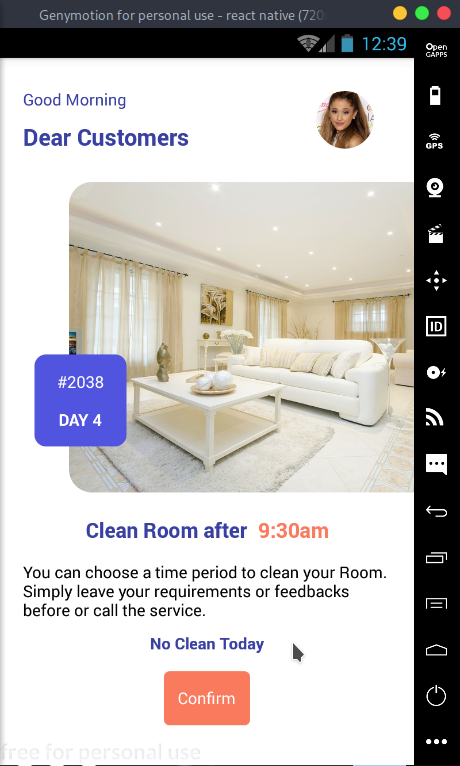 Genymotion for personal use - react native (720
12:39
Open
GAPPS
GPS
ID
Good Morning
Dear Customers
#2038
DAY 4
Clean Room after 9:30am
You can choose a time period to clean your Room.
Simply leave your requirements or feedbacks
before or call the service.
No Clean Today
Confirm
free for personal use